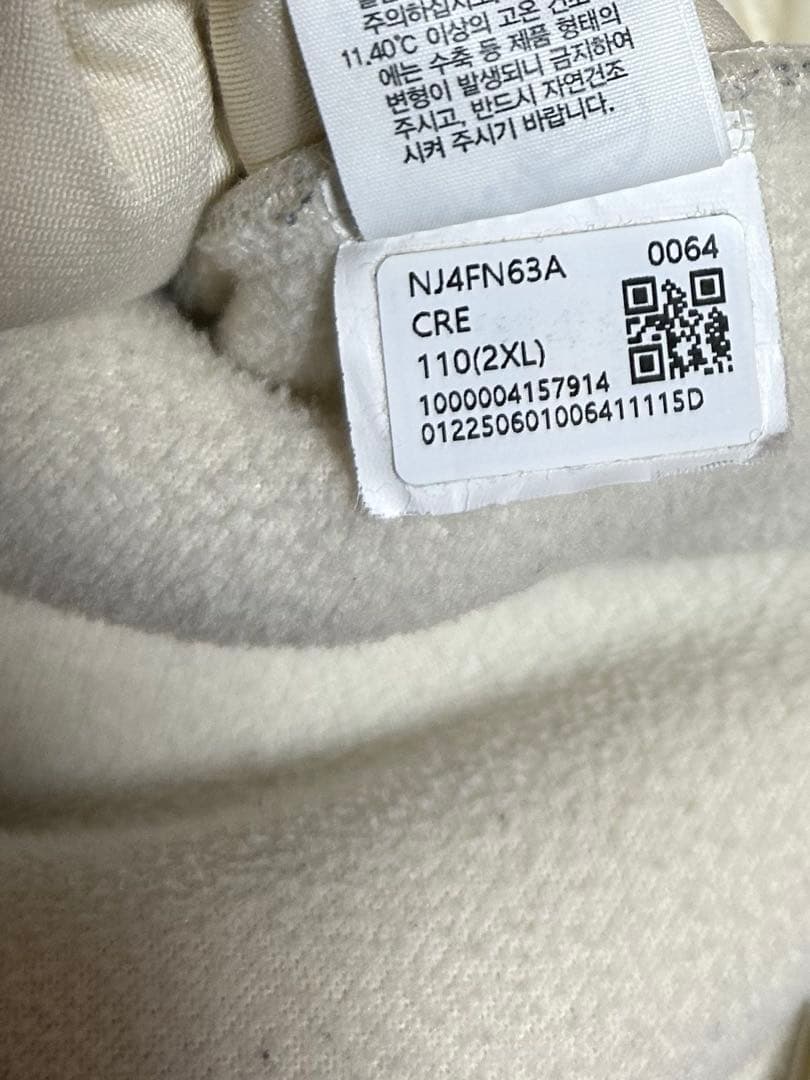 주의하십시오
11.40℃ 이상의 고온 건조
에는 수축 등 제품 형태의
변형이 발생되니 금지하여
주시고, 반드시 자연건조
시켜 주시기 바랍니다.
0064
NJ4FN63A
CRE
110(2XL)
1000004157914
012250601006411115D